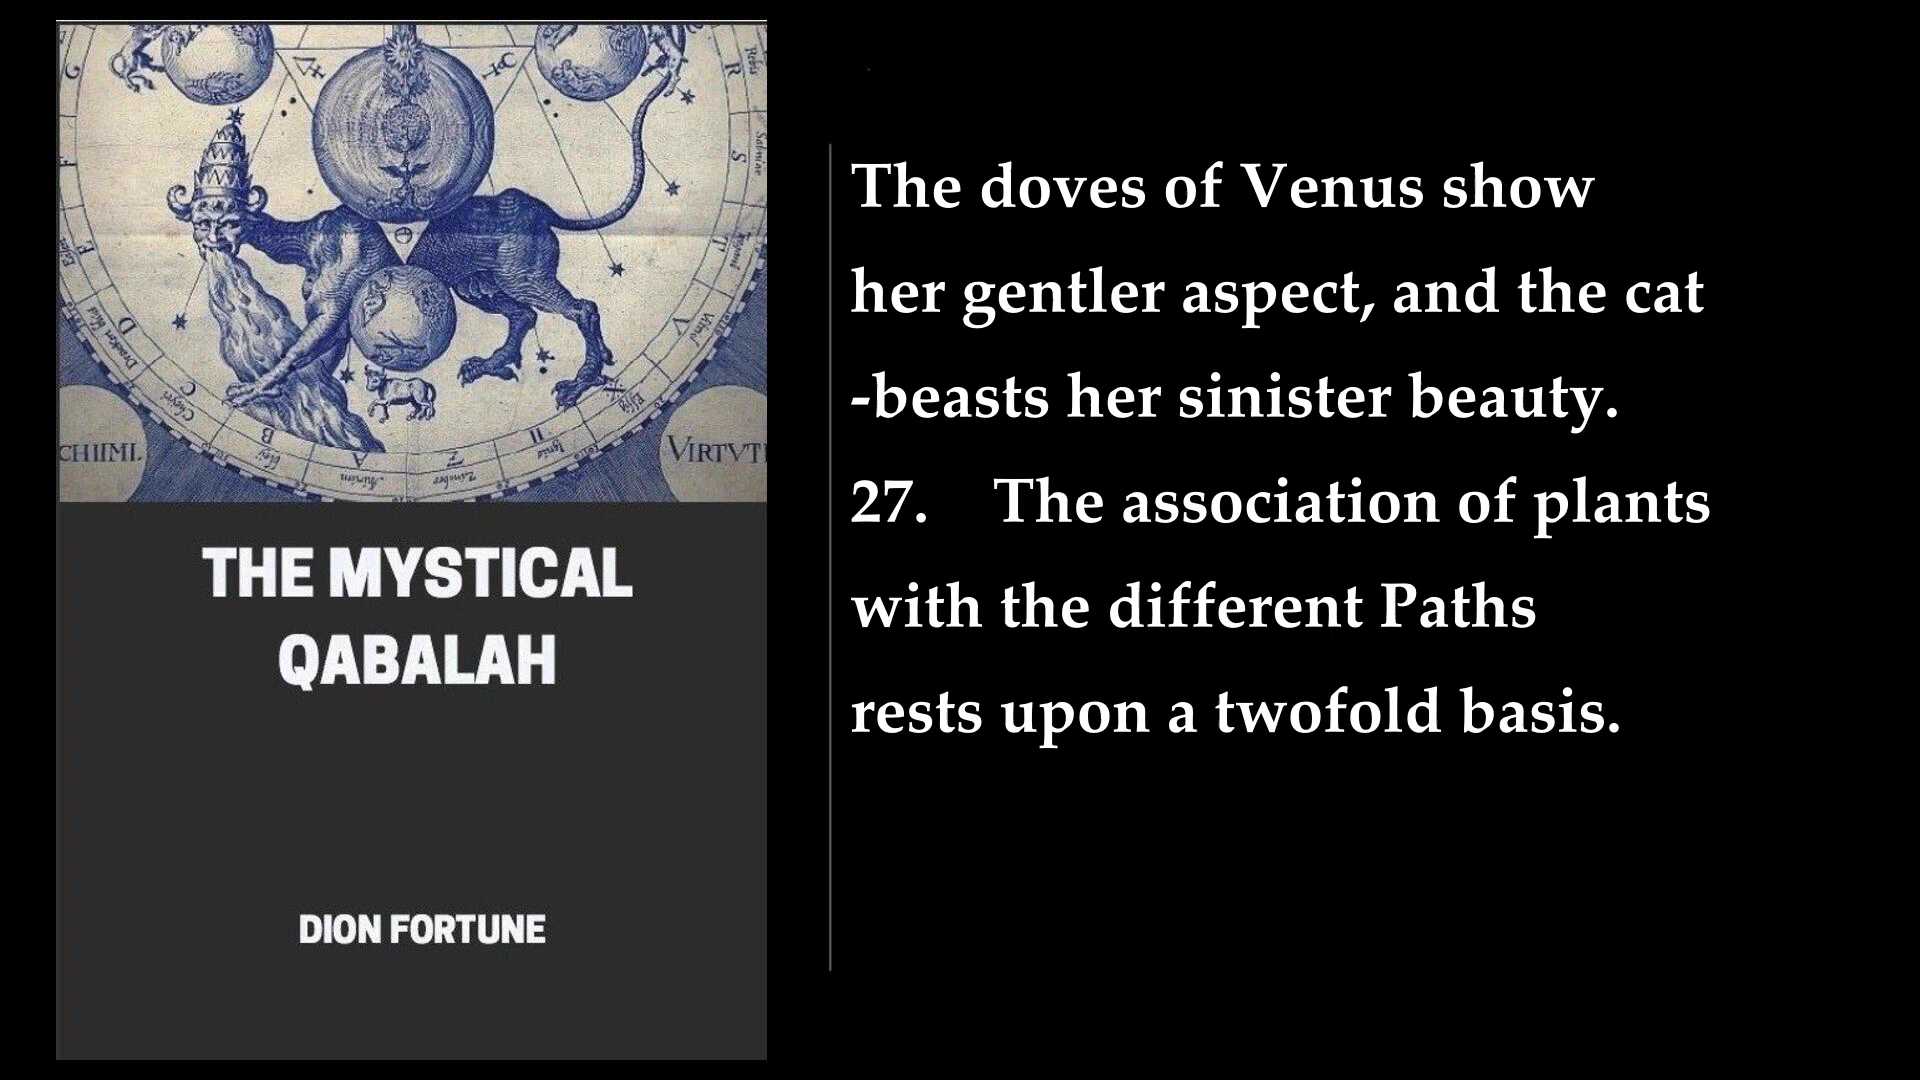 THE MYSTICAL
QABALAH
DION FORTUNE
CHIIMI.
VIRTVTI
The doves of Venus show
her gentler aspect, and the cat
-beasts her sinister beauty.
27. The association of plants
with the different Paths
rests upon a twofold basis.